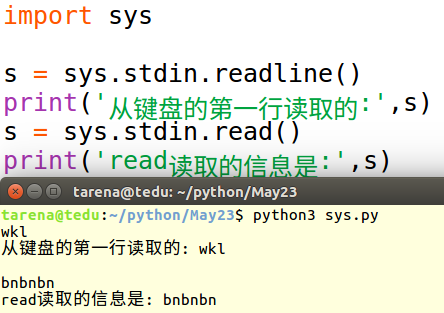 import sys
s = sys.stdin.readline()
print('从键盘的第一行读取的:',s)
s = sys.stdin.read()
print('read读取的信息是:',s)
tarena@tedu: ~/python/May23
tarena@tedu:~/python/May23$ python3 sys.py
wkl
从键盘的第一行读取的: wkl
bnbnbn
read读取的信息是: bnbnbn